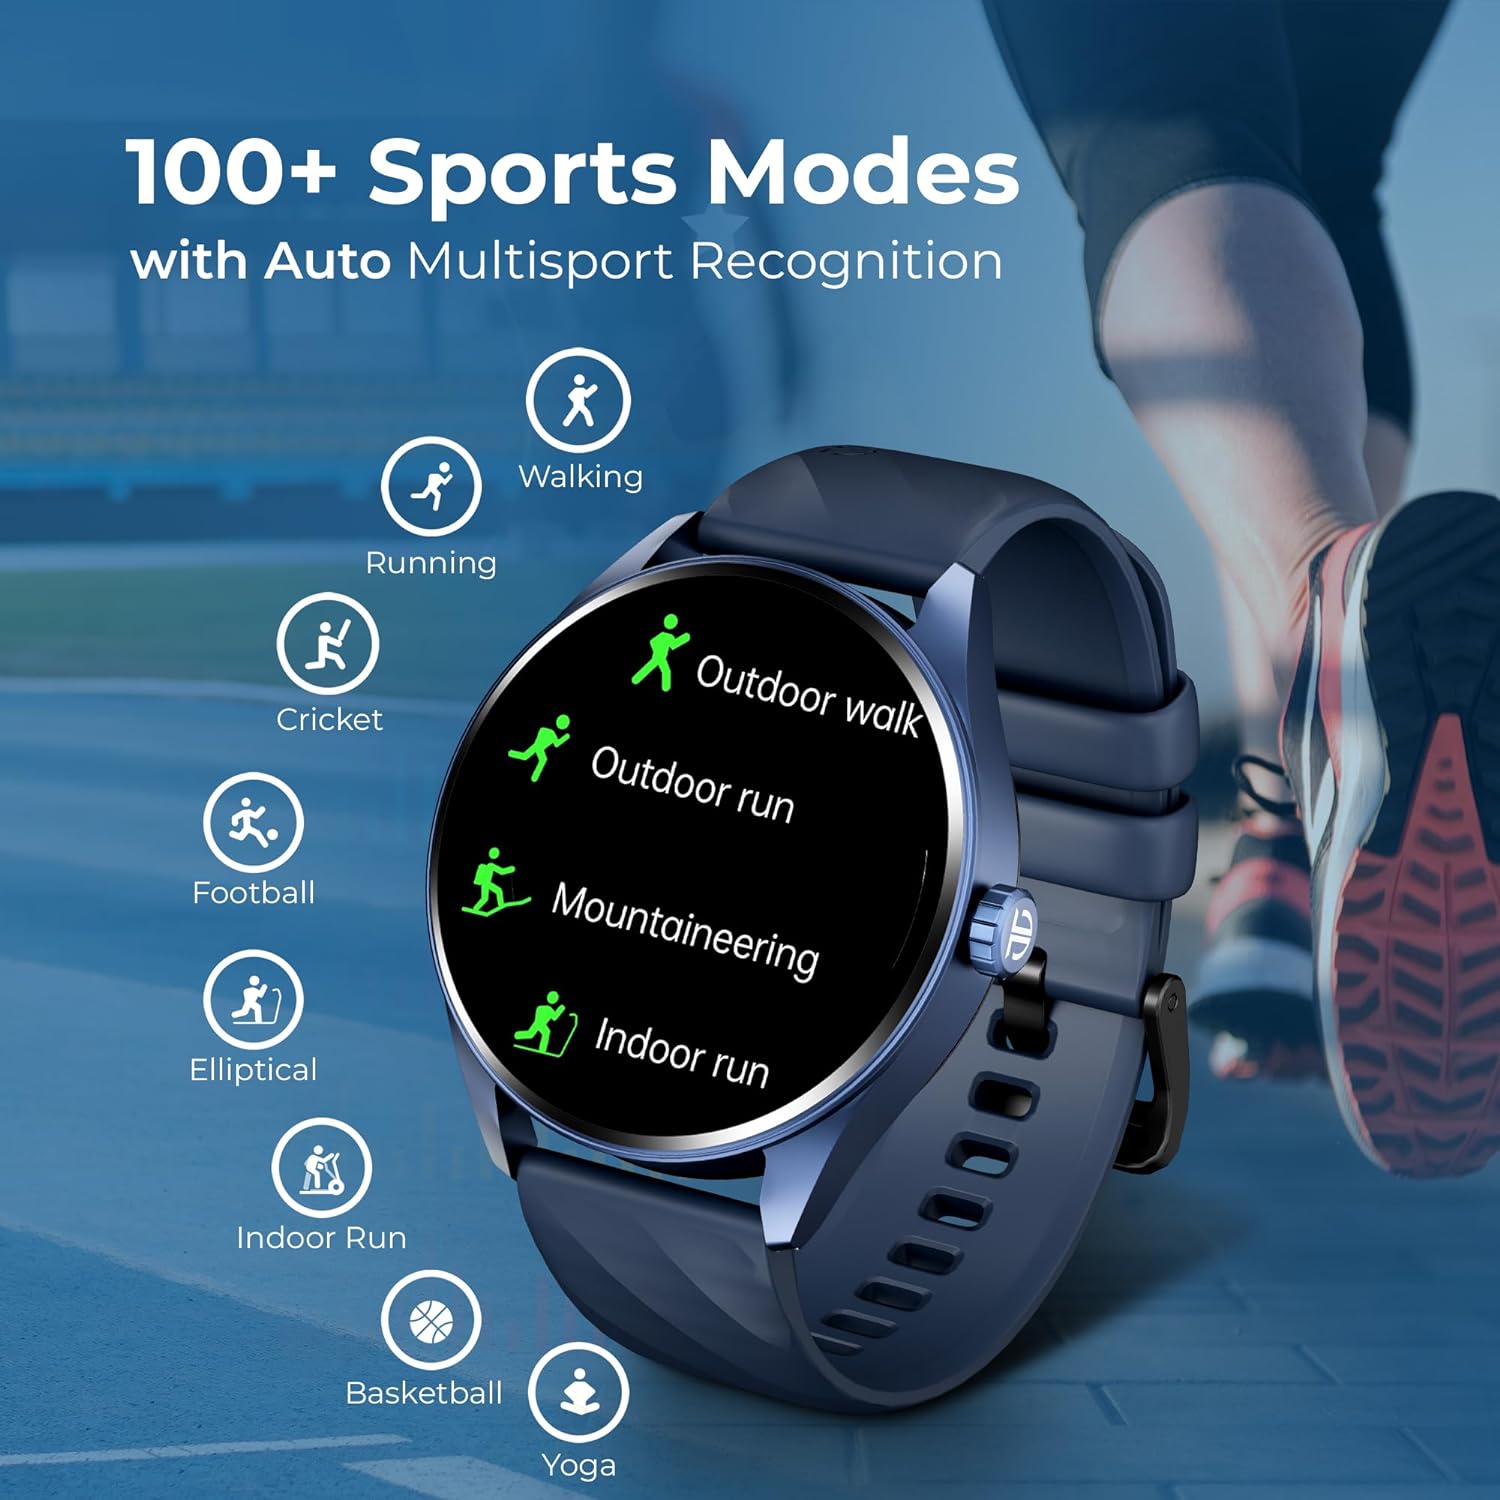 100+ Sports Modes
with Auto Multisport Recognition
Walking
Running
Cricket
Football
Elliptical
Indoor Run
Basketball
Yoga
Outdoor walk
Outdoor run
Mountaineering
Indoor run